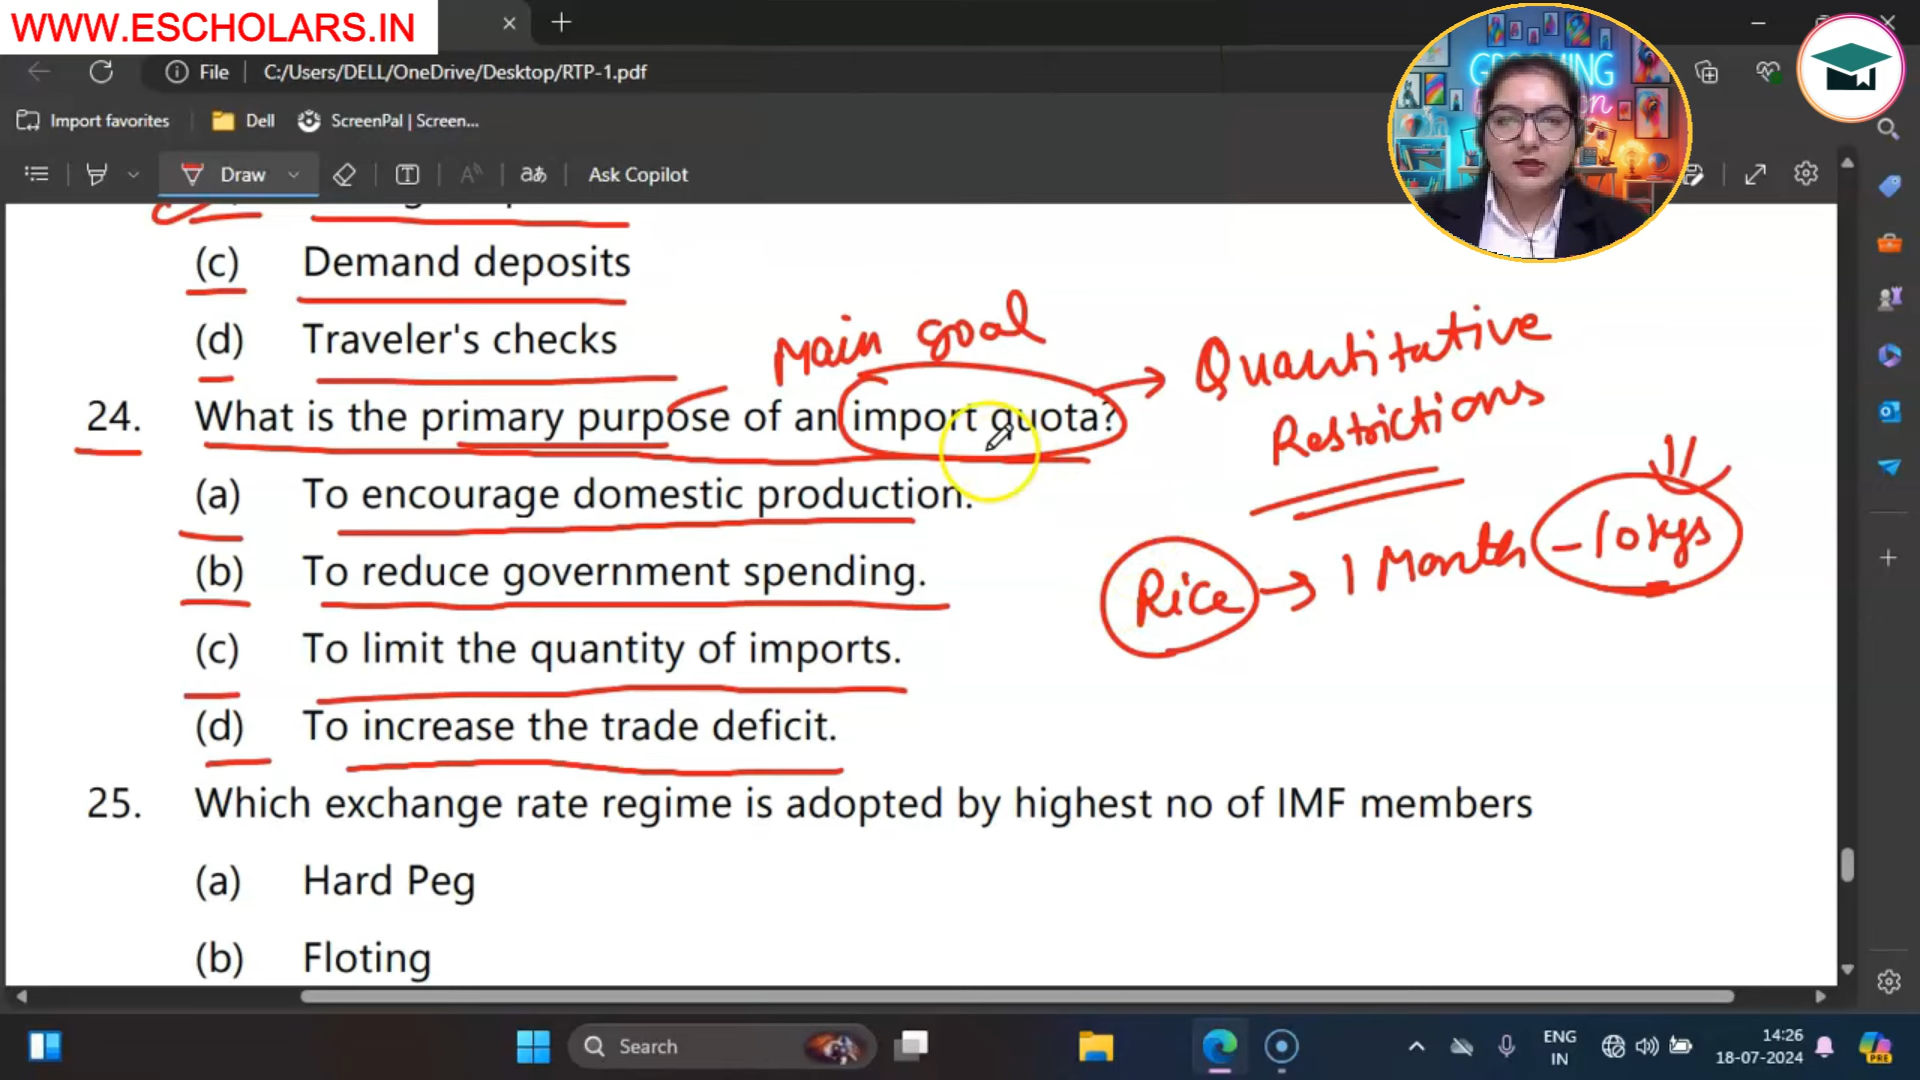 WWW.ESCHOLARS.IN
File
C:/Users/DELL/OneDrive/Desktop/RTP-1.pdf
Import favorites
Dell
ScreenPal | Screen...
Draw
Ask Copilot
(c) Demand deposits
(d) Traveler's checks
Main goal
Quantitative
Restrictions
24. What is the primary purpose of an import quota?
(a) To encourage domestic production.
(b) To reduce government spending.
Rice → 1 Month - 10 kgs
(c) To limit the quantity of imports.
(d) To increase the trade deficit.
25. Which exchange rate regime is adopted by highest no of IMF members
(a) Hard Peg
(b) Floting
Search
ENG
IN
14:26
18-07-2024
PRE